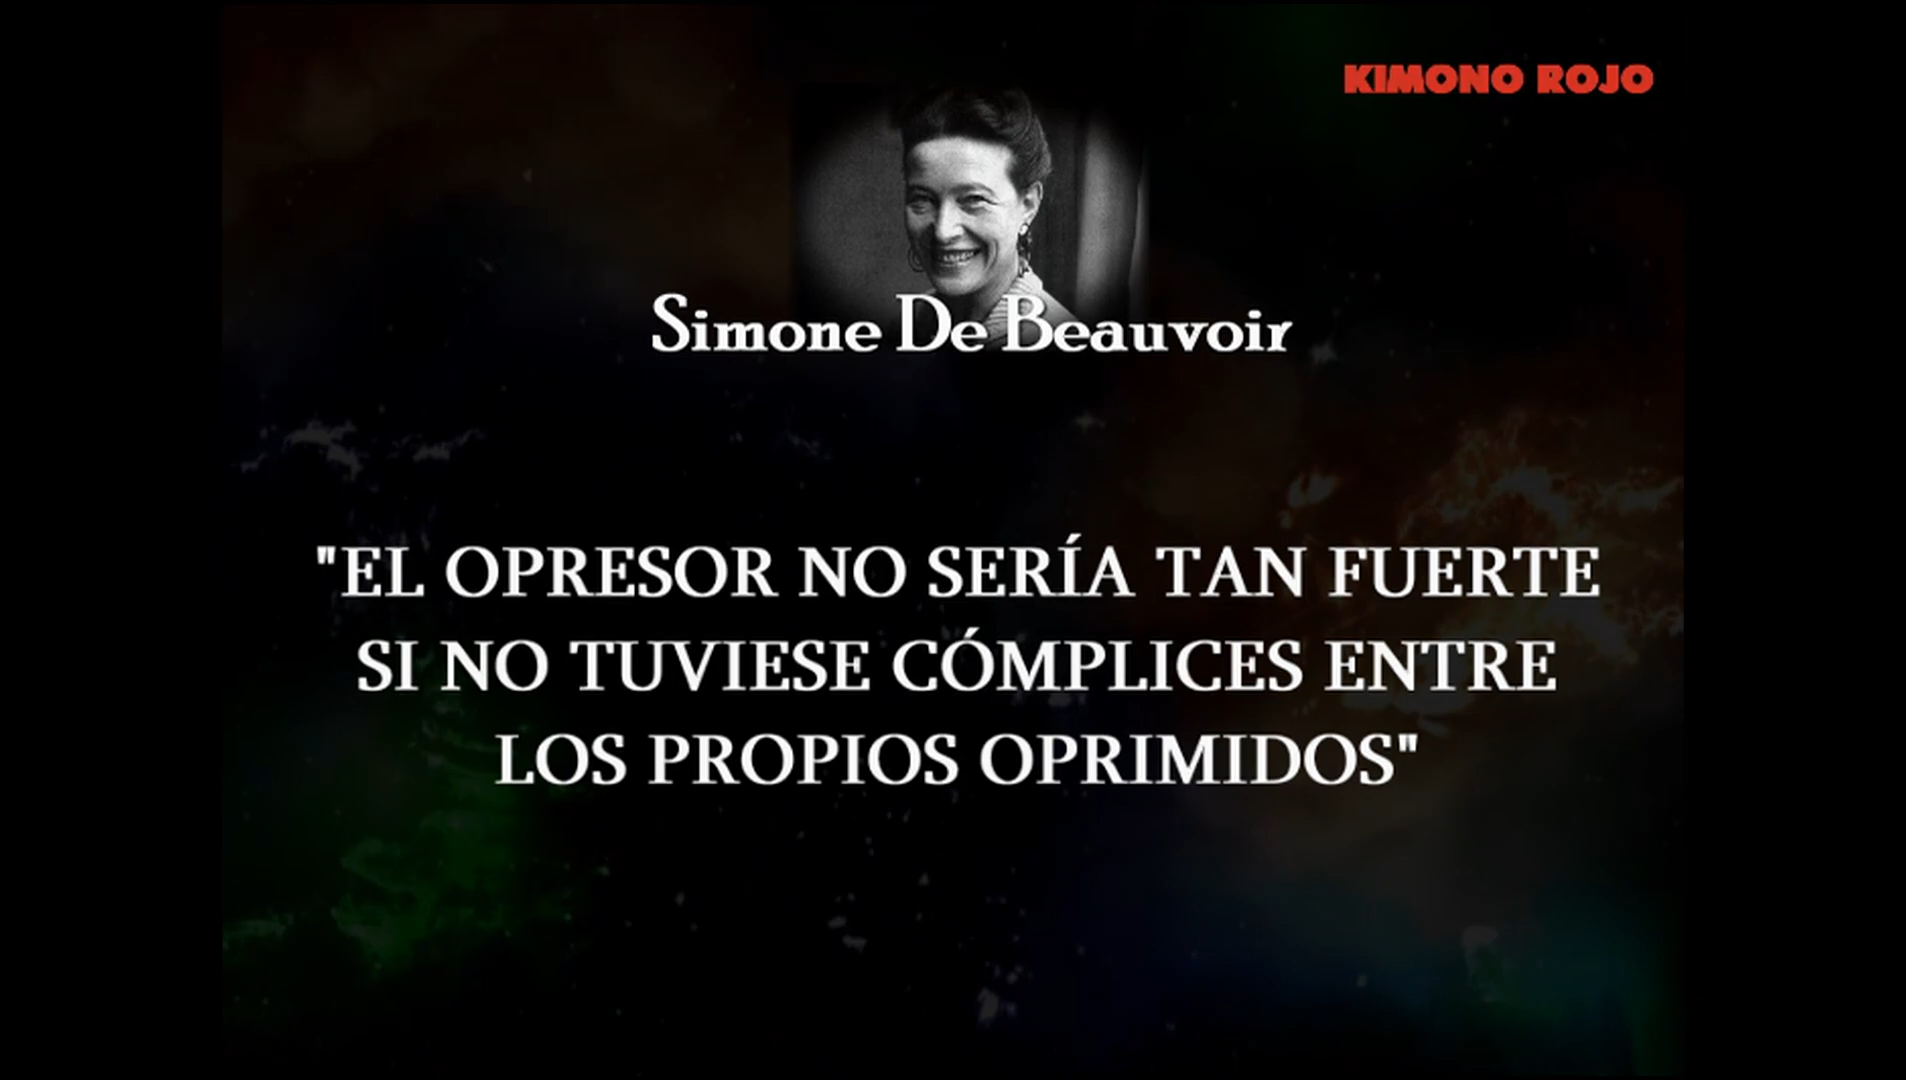 KIMONO ROJO
Simone De Beauvoir
"EL OPRESOR NO SERÍA TAN FUERTE
SI NO TUVIESE CÓMPLICES ENTRE
LOS PROPIOS OPRIMIDOS"